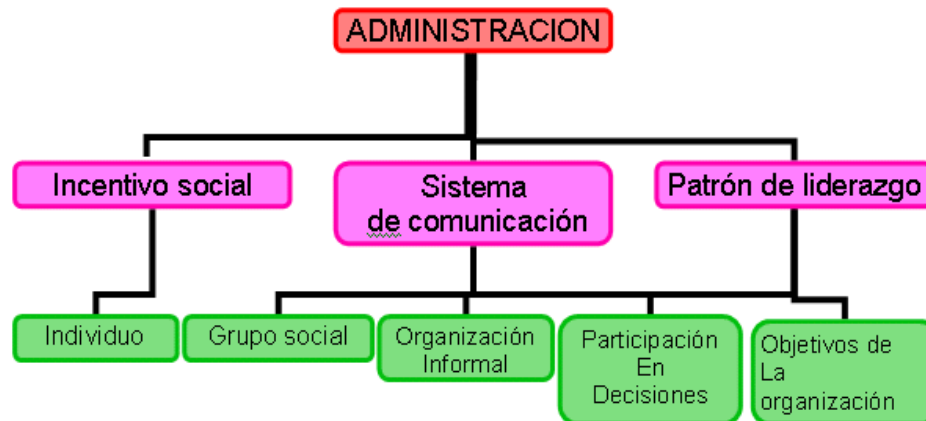 ADMINISTRACION
Incentivo social
Sistema
de comunicación
Patrón de liderazgo
Individuo
Grupo social
Organización
Informal
Participación
En
Decisiones
Objetivos de
La
organización